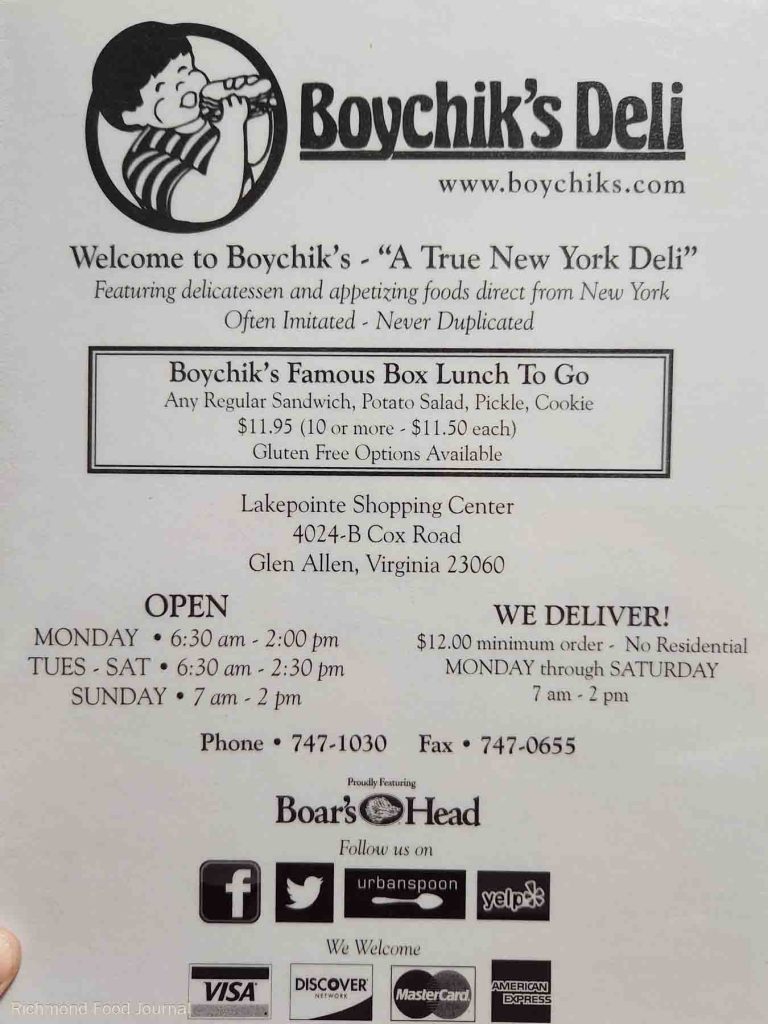 Boychik's Deli
www.boychiks.com
Welcome to Boychik's - "A True New York Deli"
Featuring delicatessen and appetizing foods direct from New York
Often Imitated - Never Duplicated
Boychik's Famous Box Lunch To Go
Any Regular Sandwich, Potato Salad, Pickle, Cookie
$11.95 (10 or more - $11.50 each)
Gluten Free Options Available
Lakepointe Shopping Center
4024-B Cox Road
Glen Allen, Virginia 23060
OPEN
MONDAY • 6:30 am - 2:00 pm
TUES - SAT • 6:30 am - 2:30 pm
SUNDAY • 7 am - 2 pm
WE DELIVER!
$12.00 minimum order - No Residential
MONDAY through SATURDAY
7 am - 2 pm
Phone • 747-1030 Fax • 747-0655
Proudly Featuring
Boar's Head
Follow us on
f urbanspoon yelp
We Welcome
VISA DISCOVER NETWORK MasterCard AMERICAN EXPRESS
Richmond Food Journal